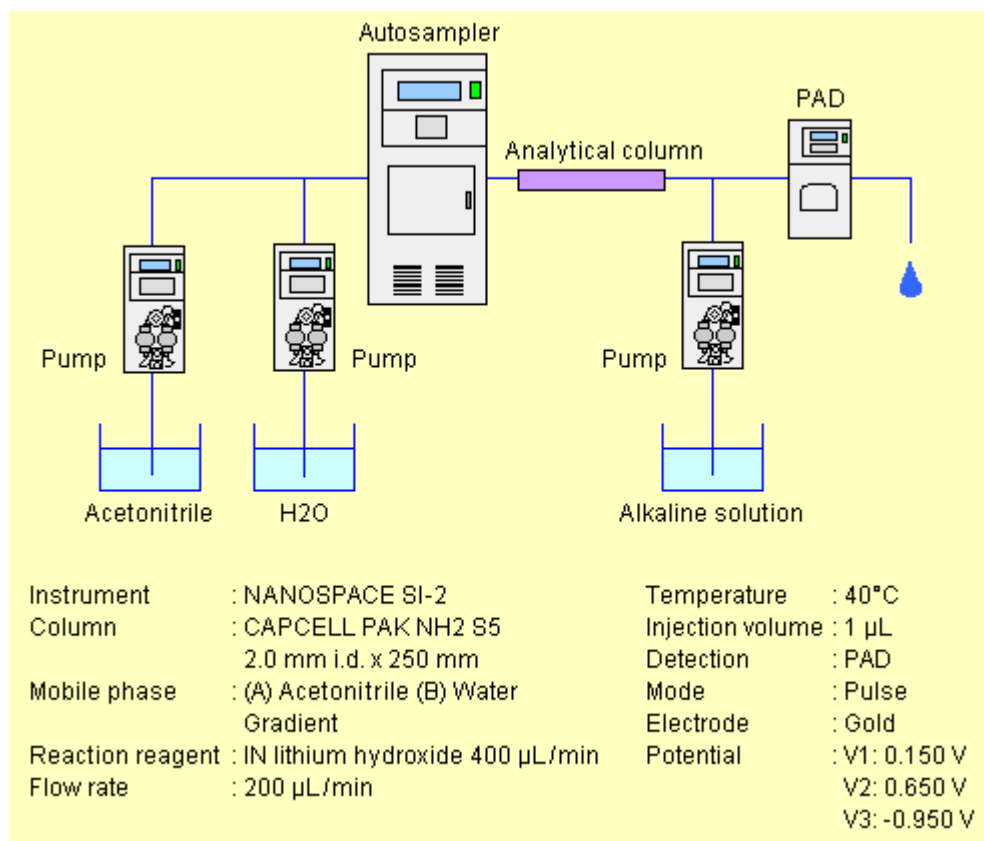 Autosampler
PAD
Analytical column
Pump
Pump
Pump
Acetonitrile
H2O
Alkaline solution
Instrument : NANOSPACE SI-2
Column : CAPCELL PAK NH2 S5
2.0 mm i.d. x 250 mm
Mobile phase : (A) Acetonitrile (B) Water
Gradient
Reaction reagent : IN lithium hydroxide 400 µL/min
Flow rate : 200 µL/min
Temperature : 40°C
Injection volume : 1 µL
Detection : PAD
Mode : Pulse
Electrode : Gold
Potential : V1: 0.150 V
V2: 0.650 V
V3: -0.950 V